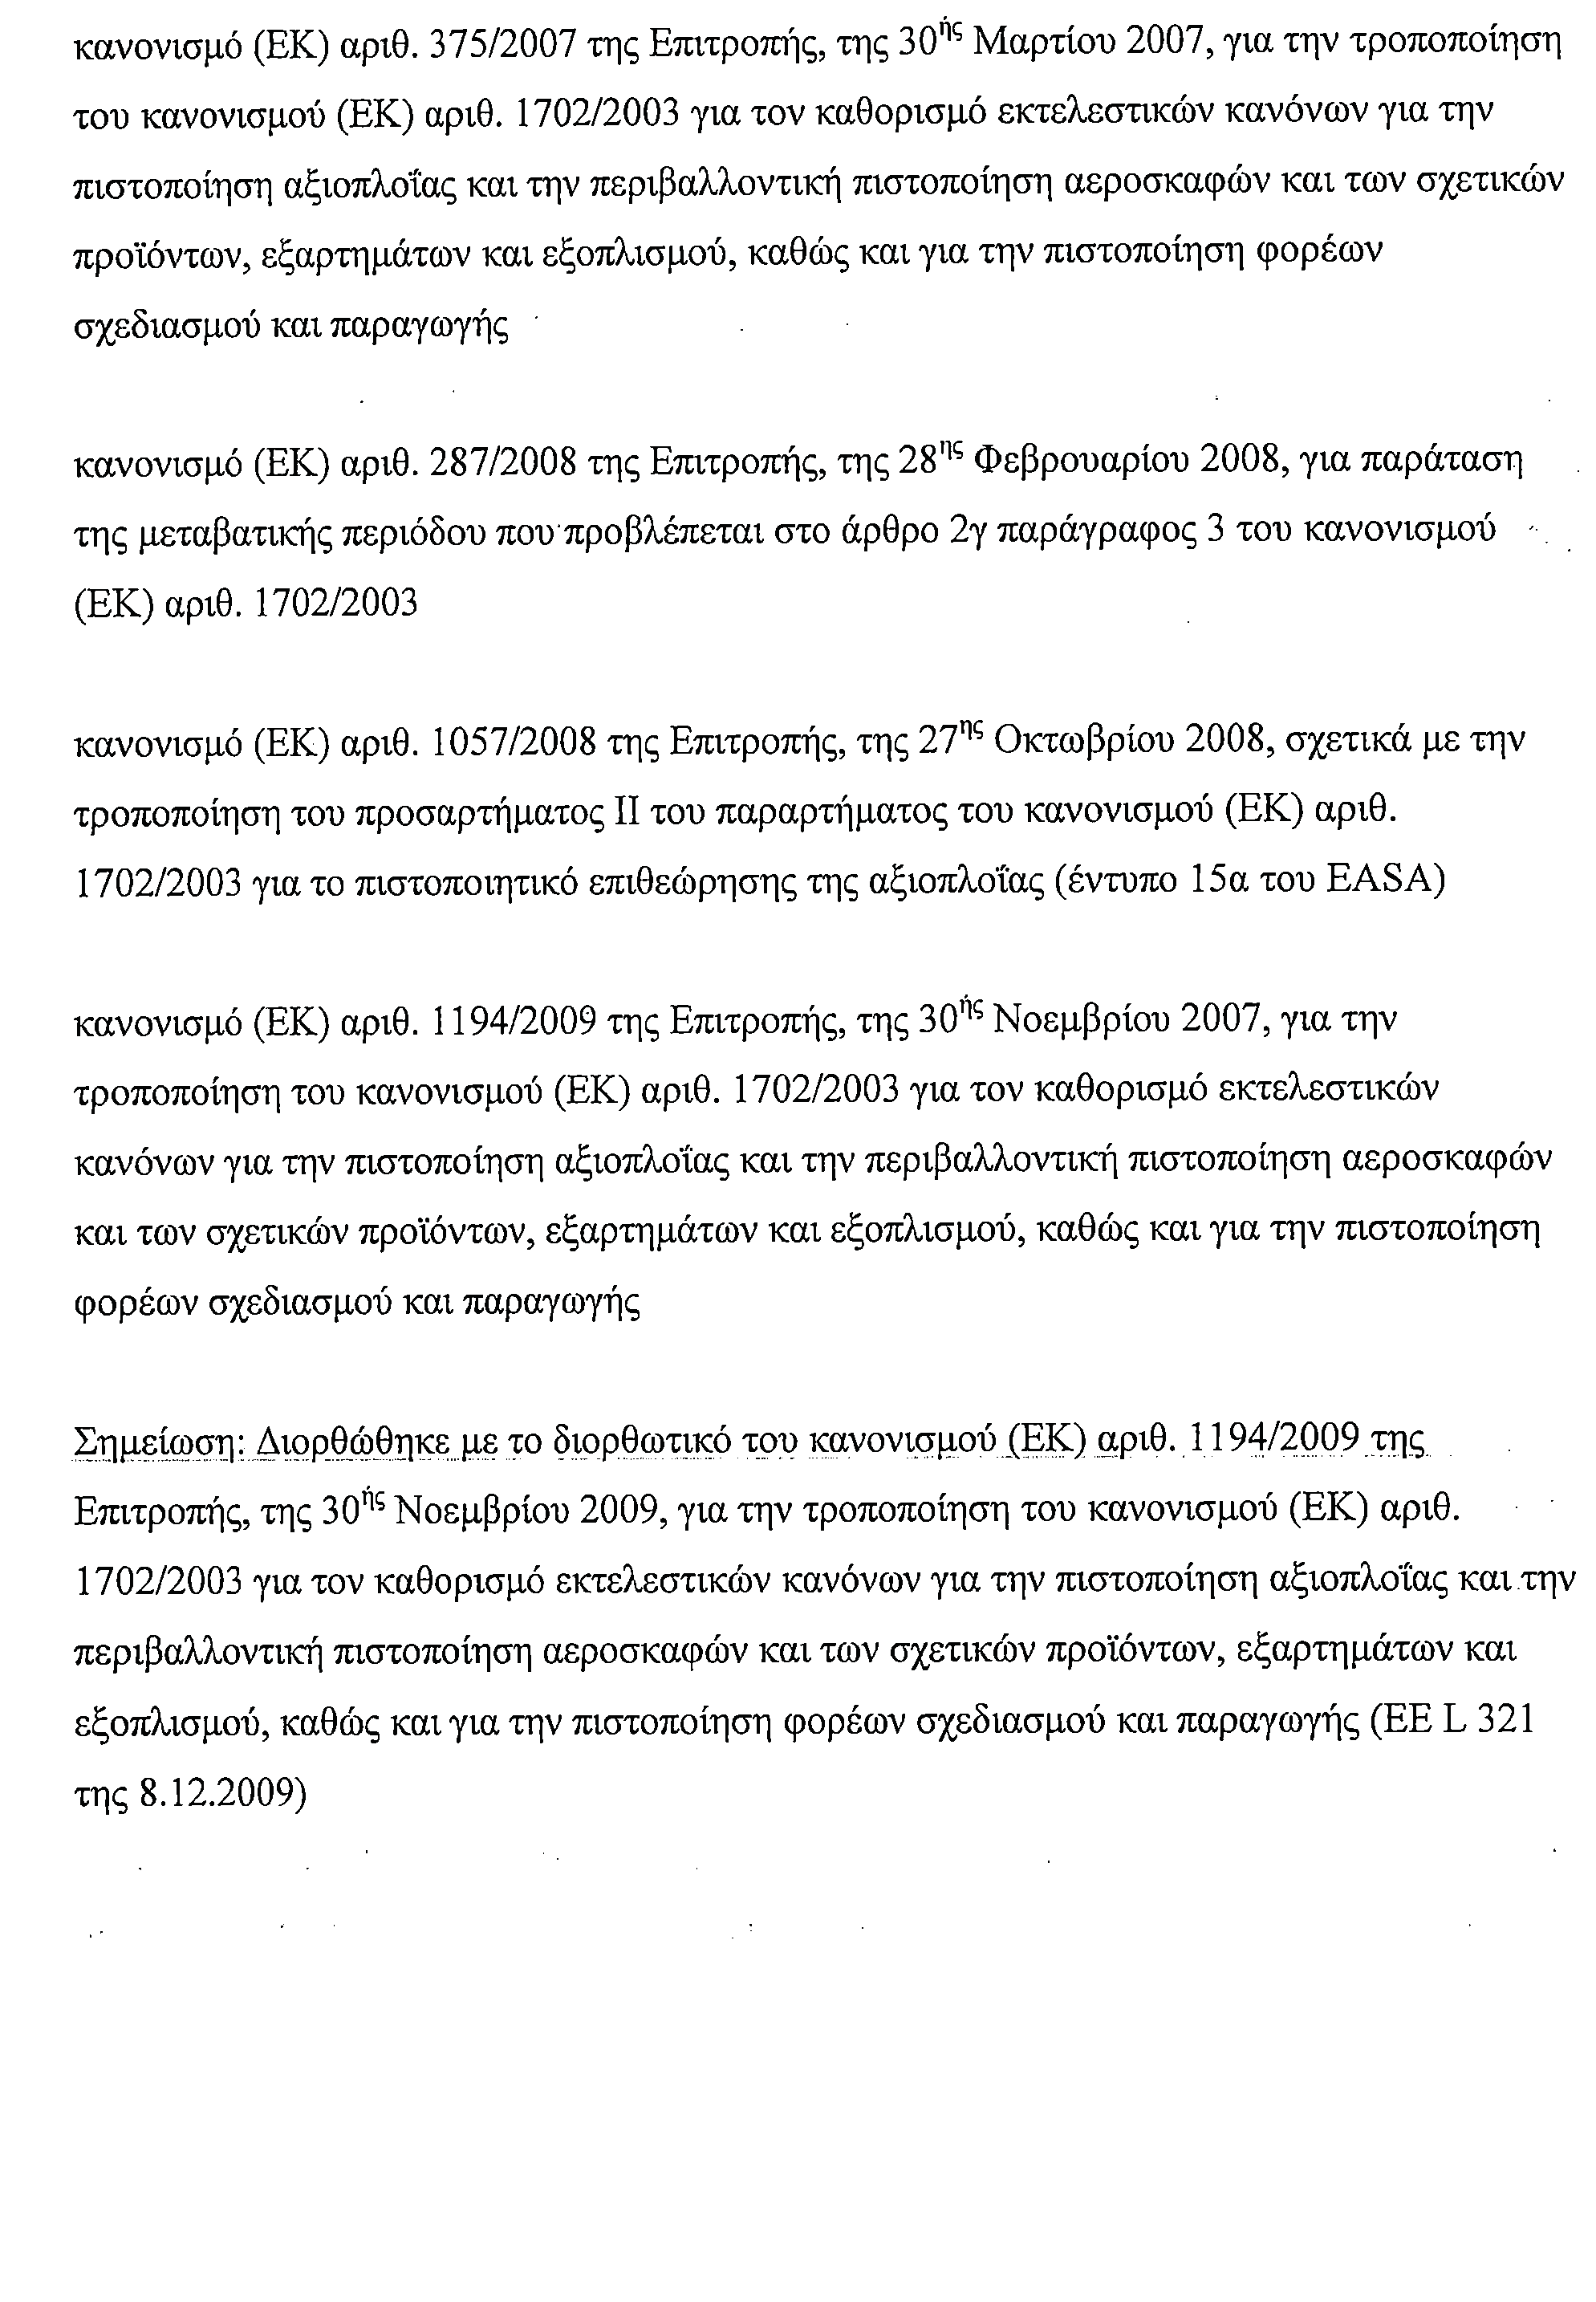 κανονισμό (ΕΚ) αριθ. 375/2007 της Επιτροπής, της 30ής Μαρτίου 2007, για την τροποποίηση
του κανονισμού (ΕΚ) αριθ. 1702/2003 για τον καθορισμό εκτελεστικών κανόνων για την
πιστοποίηση αξιοπλοΐας και την περιβαλλοντική πιστοποίηση αεροσκαφών και των σχετικών
προϊόντων, εξαρτημάτων και εξοπλισμού, καθώς και για την πιστοποίηση φορέων
σχεδιασμού και παραγωγής
κανονισμό (ΕΚ) αριθ. 287/2008 της Επιτροπής, της 28ης Φεβρουαρίου 2008, για παράταση
της μεταβατικής περιόδου που προβλέπεται στο άρθρο 2γ παράγραφος 3 του κανονισμού
(ΕΚ) αριθ. 1702/2003
κανονισμό (ΕΚ) αριθ. 1057/2008 της Επιτροπής, της 27ης Οκτωβρίου 2008, σχετικά με την
τροποποίηση του προσαρτήματος ΙΙ του παραρτήματος του κανονισμού (ΕΚ) αριθ.
1702/2003 για το πιστοποιητικό επιθεώρησης της αξιοπλοΐας (έντυπο 15α του EASA)
κανονισμό (ΕΚ) αριθ. 1194/2009 της Επιτροπής, της 30ής Νοεμβρίου 2007, για την
τροποποίηση του κανονισμού (ΕΚ) αριθ. 1702/2003 για τον καθορισμό εκτελεστικών
κανόνων για την πιστοποίηση αξιοπλοΐας και την περιβαλλοντική πιστοποίηση αεροσκαφών
και των σχετικών προϊόντων, εξαρτημάτων και εξοπλισμού, καθώς και για την πιστοποίηση
φορέων σχεδιασμού και παραγωγής
Σημείωση: Διορθώθηκε με το διορθωτικό του κανονισμού (ΕΚ) αριθ. 1194/2009 της
Επιτροπής, της 30ής Νοεμβρίου 2009, για την τροποποίηση του κανονισμού (ΕΚ) αριθ.
1702/2003 για τον καθορισμό εκτελεστικών κανόνων για την πιστοποίηση αξιοπλοΐας και την
περιβαλλοντική πιστοποίηση αεροσκαφών και των σχετικών προϊόντων, εξαρτημάτων και
εξοπλισμού, καθώς και για την πιστοποίηση φορέων σχεδιασμού και παραγωγής (ΕΕ L 321
της 8.12.2009)